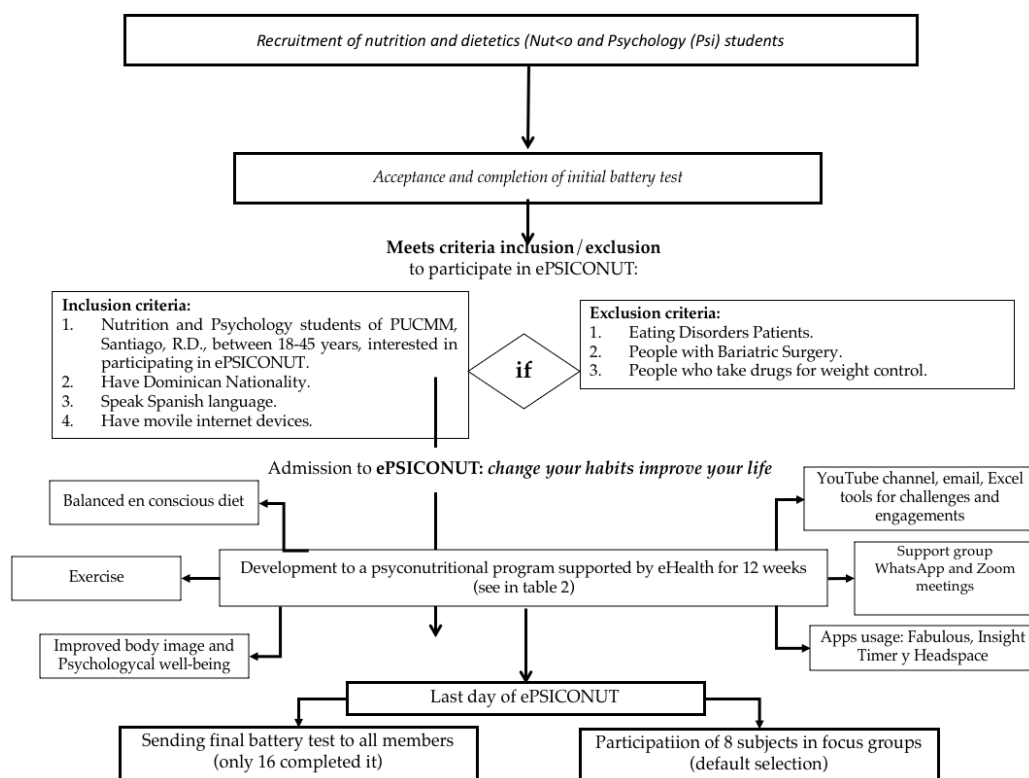 Recruitment of nutrition and dietetics (Nut<o and Psychology (Psi) students
Acceptance and completion of initial battery test
Meets criteria inclusion/exclusion
to participate in ePSICONUT:
Inclusion criteria:
1. Nutrition and Psychology students of PUCMM,
Santiago, R.D., between 18-45 years, interested in
participating in ePSICONUT.
2. Have Dominican Nationality.
3. Speak Spanish language.
4. Have movile internet devices.
if
Exclusion criteria:
1. Eating Disorders Patients.
2. People with Bariatric Surgery.
3. People who take drugs for weight control.
Admission to ePSICONUT: change your habits improve your life
Balanced en conscious diet
Exercise
Improved body image and
Psychologycal well-being
Development to a psyconutritional program supported by eHealth for 12 weeks
(see in table 2)
YouTube channel, email, Excel
tools for challenges and
engagements
Support group
WhatsApp and Zoom
meetings
Apps usage: Fabulous, Insight
Timer y Headspace
Last day of ePSICONUT
Sending final battery test to all members
(only 16 completed it)
Participatiin of 8 subjects in focus groups
(default selection)